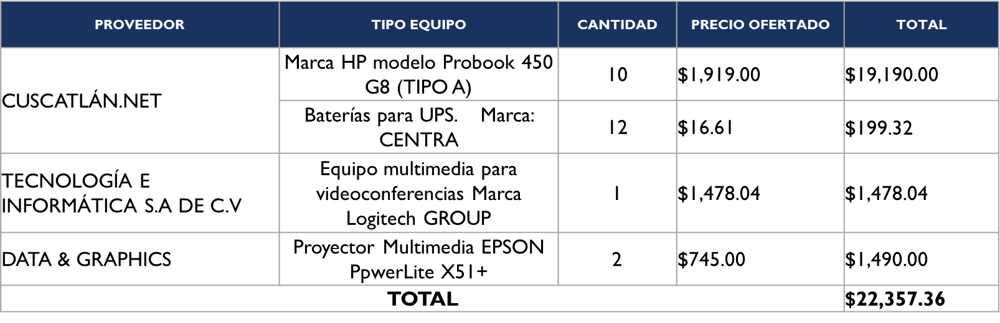 PROVEEDOR TIPO EQUIPO CANTIDAD PRECIO OFERTADO TOTAL
CUSCATLÁN.NET
Marca HP modelo Probook 450
G8 (TIPO A)
10 $1,919.00 $19,190.00
Baterías para UPS. Marca:
CENTRA
12 $16.61 $199.32
TECNOLOGÍA E
INFORMÁTICA S.A DE C.V
Equipo multimedia para
videoconferencias Marca
Logitech GROUP
1 $1,478.04 $1,478.04
DATA & GRAPHICS
Proyector Multimedia EPSON
PpwerLite X51+
2 $745.00 $1,490.00
TOTAL $22,357.36